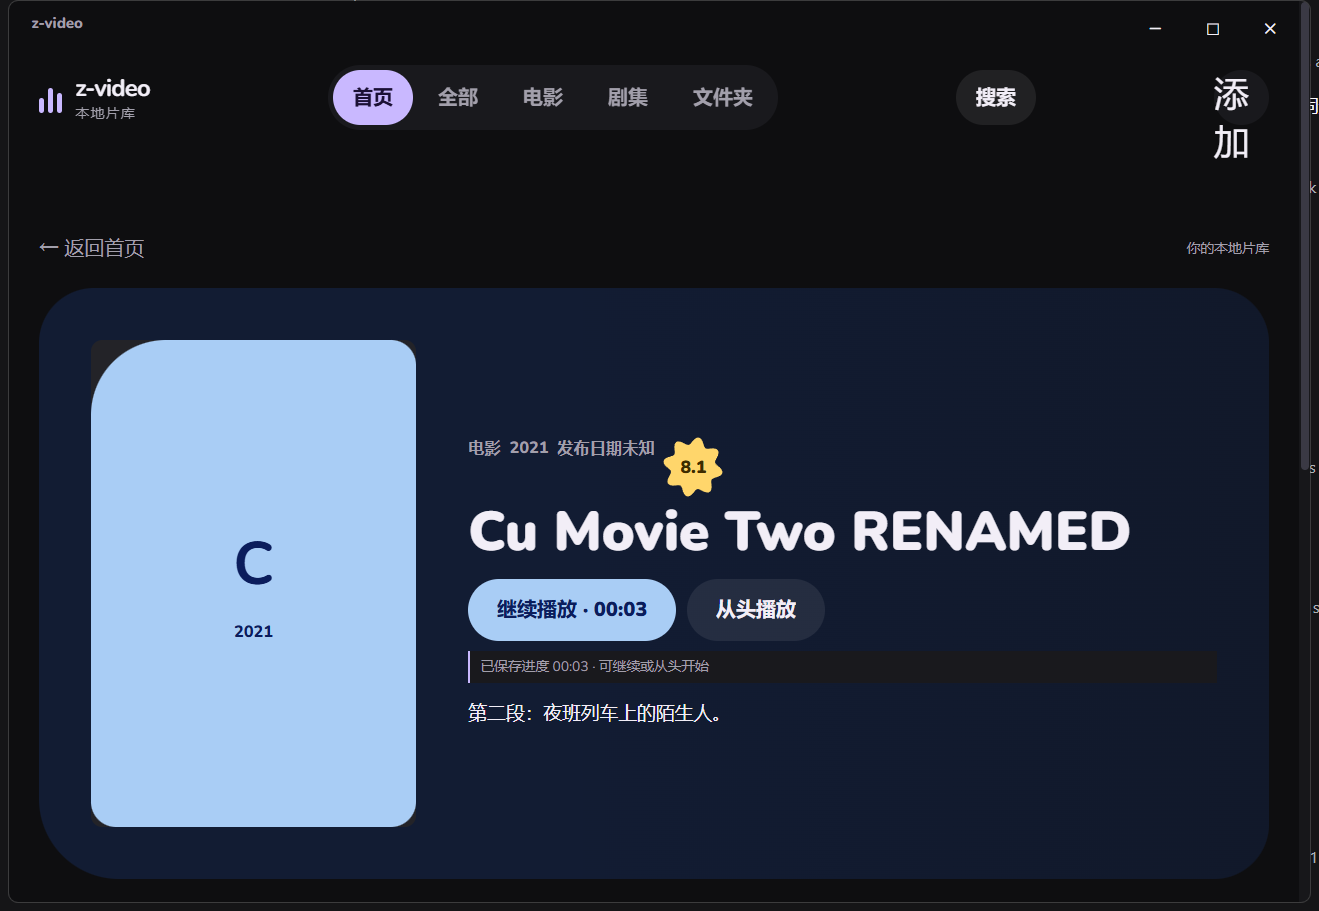 z-video
z-video
本地片库
首页 全部 电影 剧集 文件夹
搜索
添
加
← 返回首页
你的本地片库
C
2021
电影 2021 发布日期未知
8.1
Cu Movie Two RENAMED
继续播放 · 00:03
从头播放
已保存进度 00:03 · 可继续或从头开始
第二段：夜班列车上的陌生人。